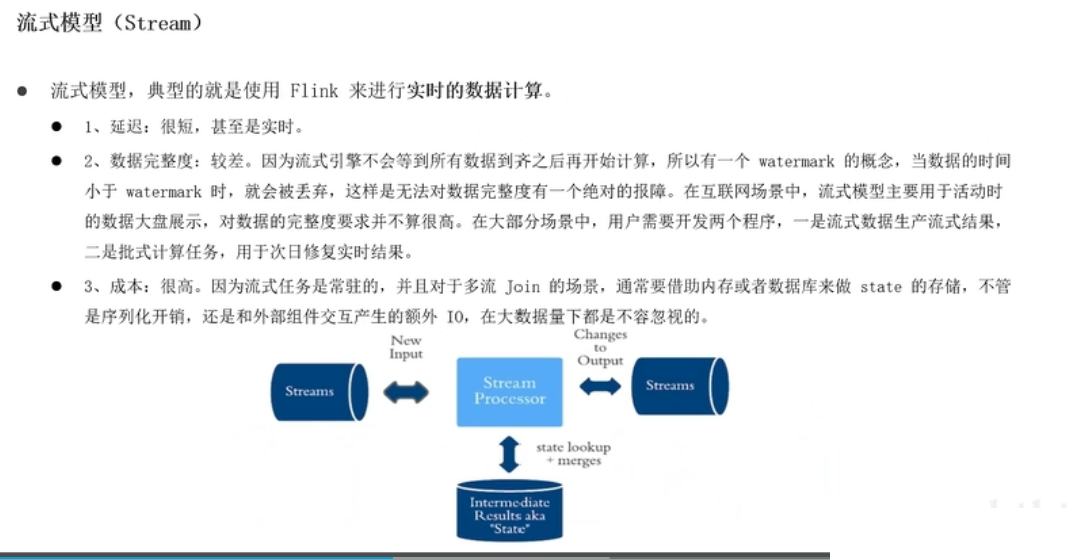 流式模型（Stream）
● 流式模型，典型的就是使用 Flink 来进行实时的数据计算。
● 1、延迟：很短，甚至是实时。
● 2、数据完整度：较差。因为流式引擎不会等到所有数据到齐之后再开始计算，所以有一个 watermark 的概念，当数据的时间
小于 watermark 时，就会被丢弃，这样是无法对数据完整度有一个绝对的报障。在互联网场景中，流式模型主要用于活动时
的数据大盘展示，对数据的完整度要求并不算很高。在大部分场景中，用户需要开发两个程序，一是流式数据生产流式结果，
二是批式计算任务，用于次日修复实时结果。
● 3、成本：很高。因为流式任务是常驻的，并且对于多流 Join 的场景，通常要借助内存或者数据库来做 state 的存储，不管
是序列化开销，还是和外部组件交互产生的额外 IO，在大数据量下都是不容忽视的。
New
Input
Changes
to
Output
Streams
Stream
Processor
Streams
state lookup
+ merges
Intermediate
Results aka
"State"